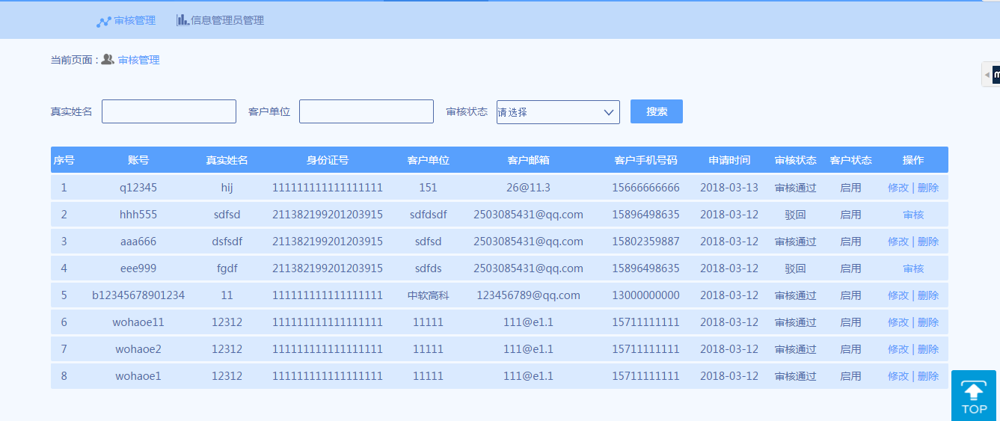 审核管理 信息管理员管理
当前页面 : 审核管理
真实姓名 客户单位 审核状态 请选择 搜索
序号 账号 真实姓名 身份证号 客户单位 客户邮箱 客户手机号码 申请时间 审核状态 客户状态 操作
1 q12345 hij 111111111111111111 151 26@11.3 15666666666 2018-03-13 审核通过 启用 修改 | 删除
2 hhh555 sdfsd 211382199201203915 sdfdsdf 2503085431@qq.com 15896498635 2018-03-12 驳回 启用 审核
3 aaa666 dsfsdf 211382199201203915 sdfsd 2503085431@qq.com 15802359887 2018-03-12 审核通过 启用 修改 | 删除
4 eee999 fgdf 211382199201203915 sdfds 2503085431@qq.com 15896498635 2018-03-12 驳回 启用 审核
5 b12345678901234 11 111111111111111111 中软高科 123456789@qq.com 13000000000 2018-03-12 审核通过 启用 修改 | 删除
6 wohaoe11 12312 111111111111111111 11111 111@e1.1 15711111111 2018-03-12 审核通过 启用 修改 | 删除
7 wohaoe2 12312 111111111111111111 11111 111@e1.1 15711111111 2018-03-12 审核通过 启用 修改 | 删除
8 wohaoe1 12312 111111111111111111 11111 111@e1.1 15711111111 2018-03-12 审核通过 启用 修改 | 删除
TOP